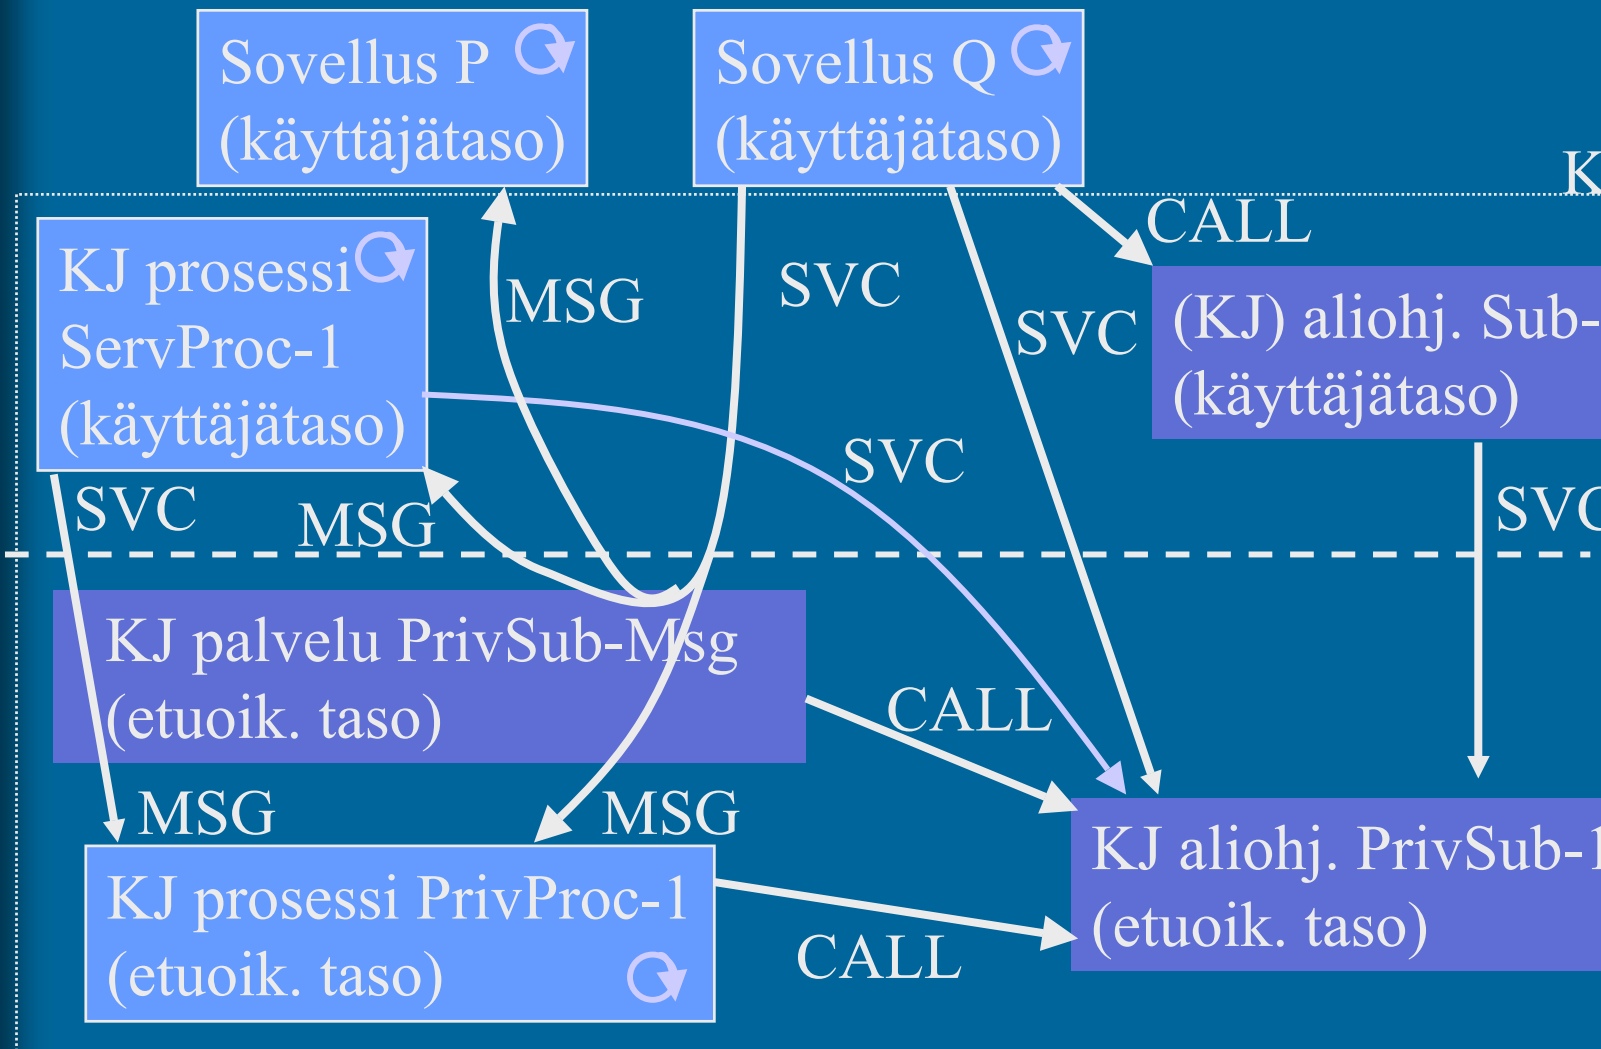 Sovellus P
(käyttäjätaso)
Sovellus Q
(käyttäjätaso)
K
CALL
KJ prosessi
ServProc-1
(käyttäjätaso)
MSG
SVC
SVC
(KJ) aliohj. Sub-
(käyttäjätaso)
SVC
SVC
MSG
SVC
KJ palvelu PrivSub-Msg
(etuoik. taso)
CALL
MSG
MSG
KJ prosessi PrivProc-1
(etuoik. taso)
CALL
KJ aliohj. PrivSub-1
(etuoik. taso)